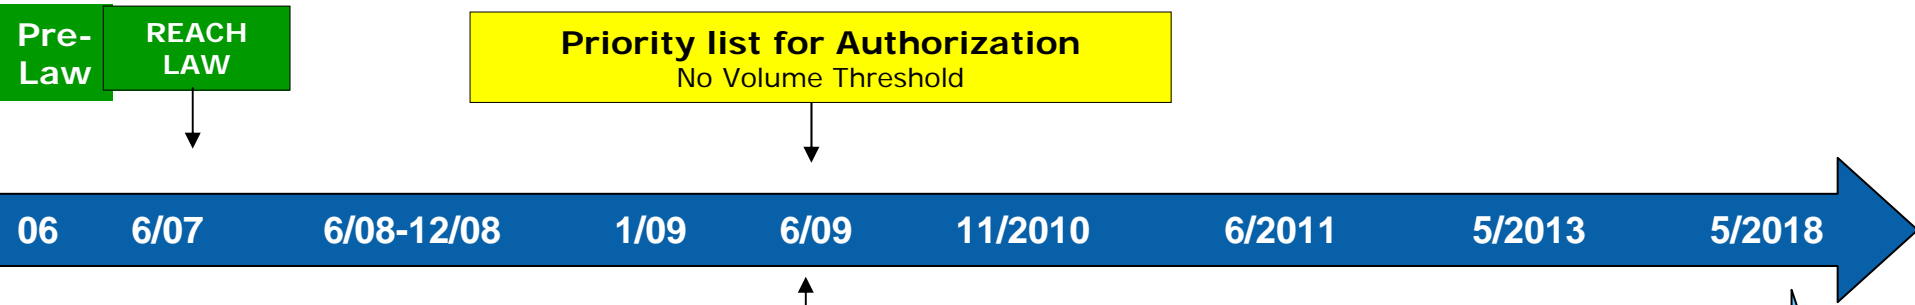 Pre-
Law
REACH
LAW
Priority list for Authorization
No Volume Threshold
06 6/07 6/08-12/08 1/09 6/09 11/2010 6/2011 5/2013 5/2018